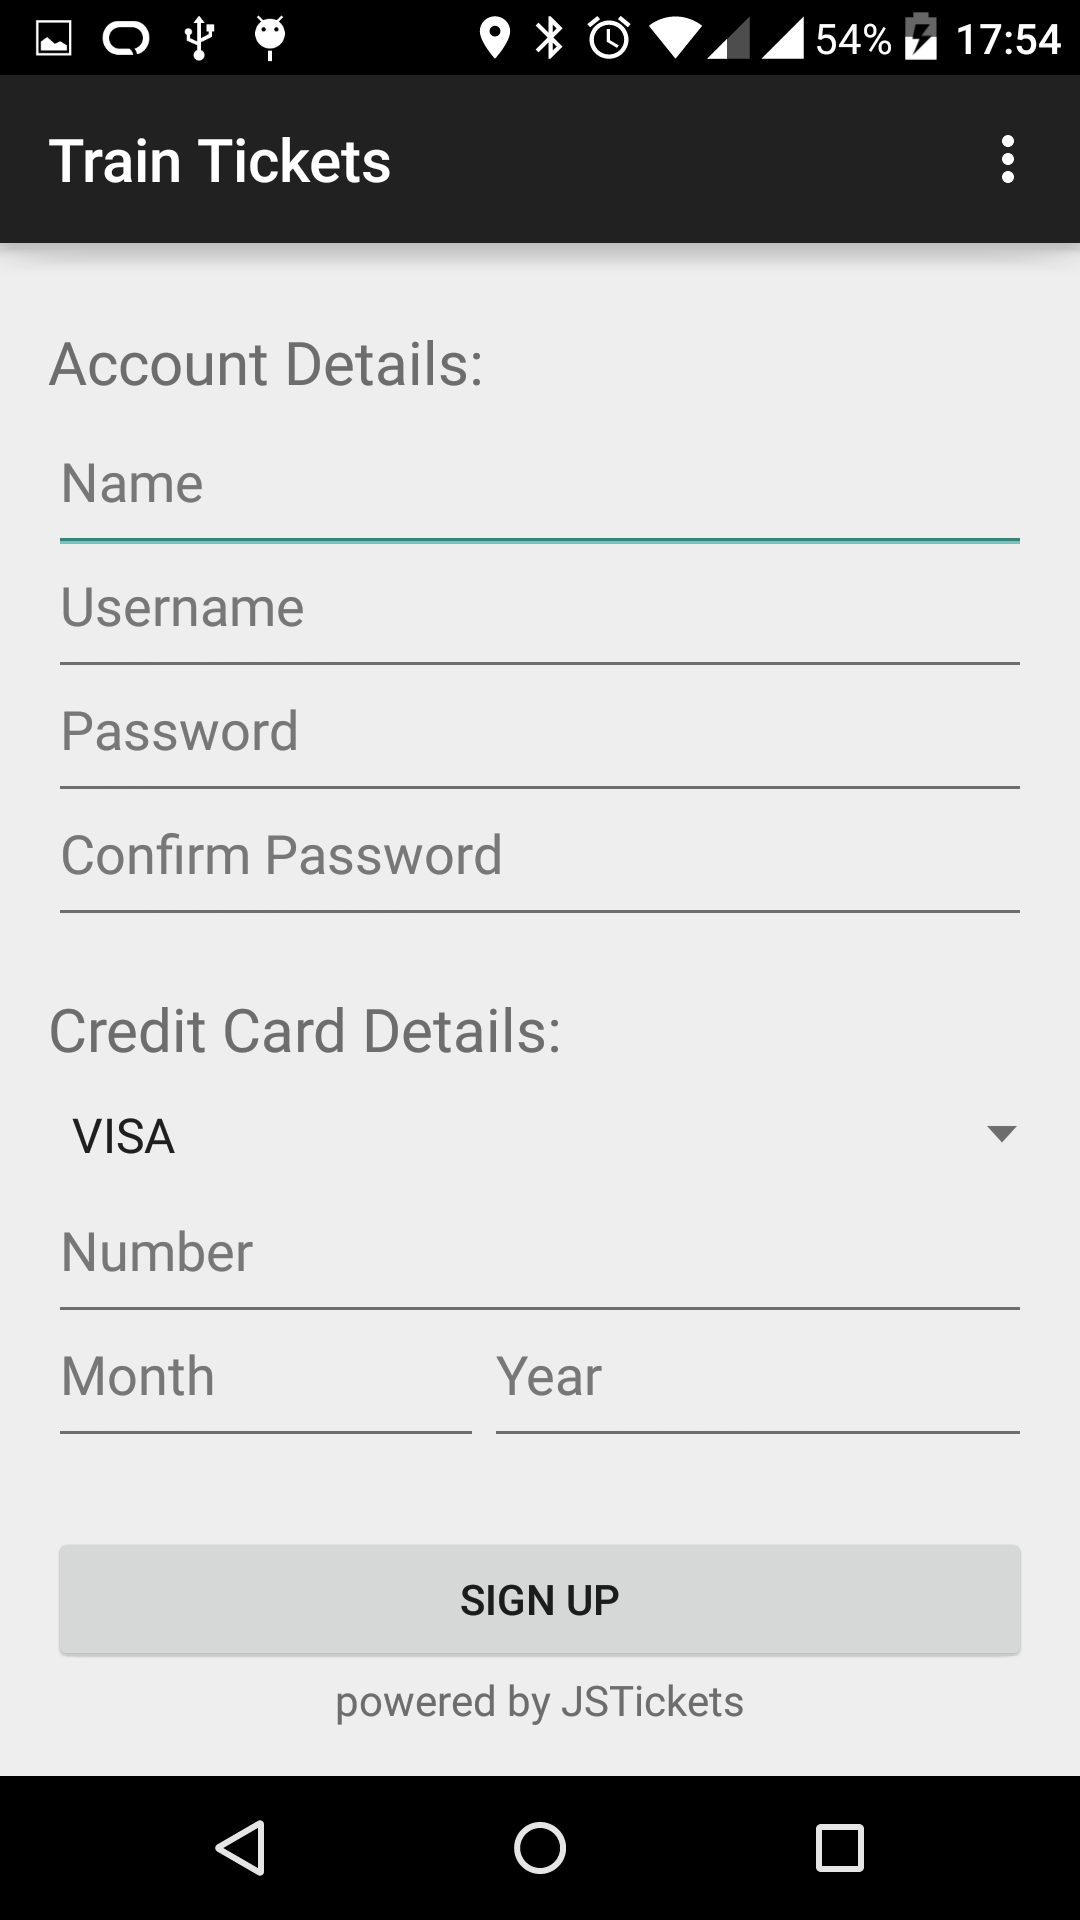 54% 17:54
Train Tickets
Account Details:
Name
Username
Password
Confirm Password
Credit Card Details:
VISA
Number
Month Year
SIGN UP
powered by JSTickets